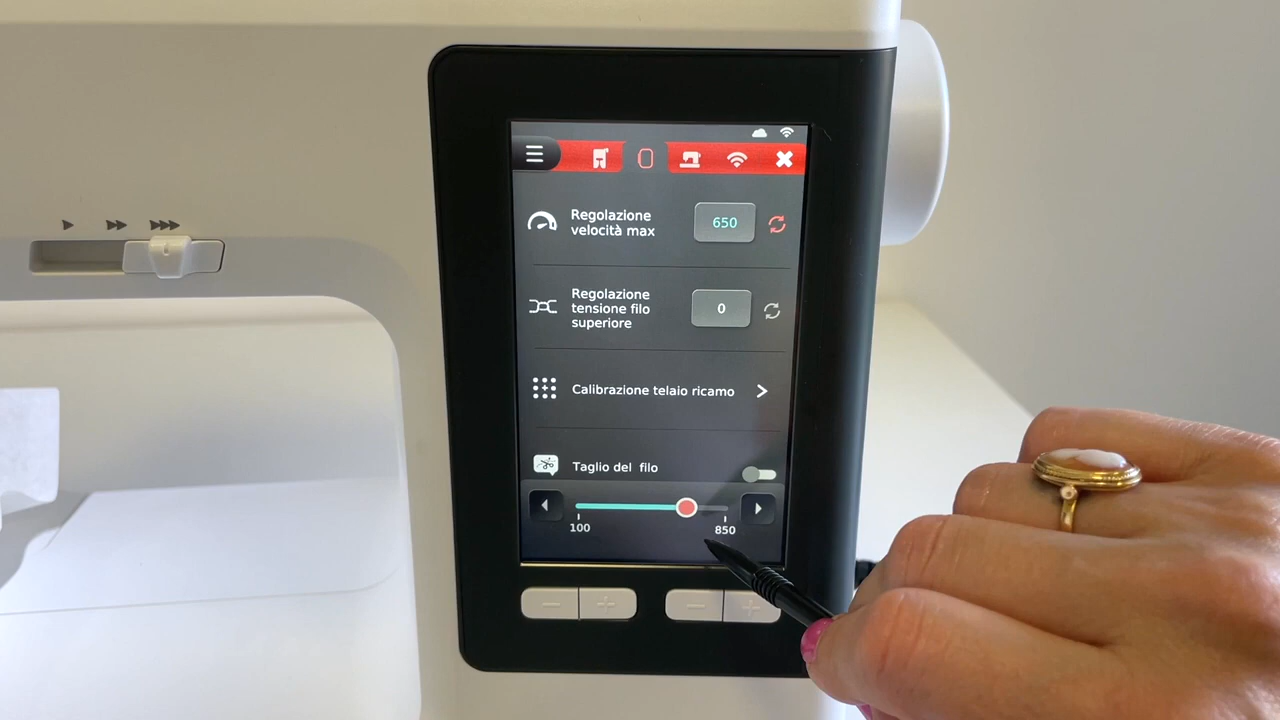 Regolazione
velocità max
650
Regolazione
tensione filo
superiore
0
Calibrazione telaio ricamo
Taglio del filo
100
850